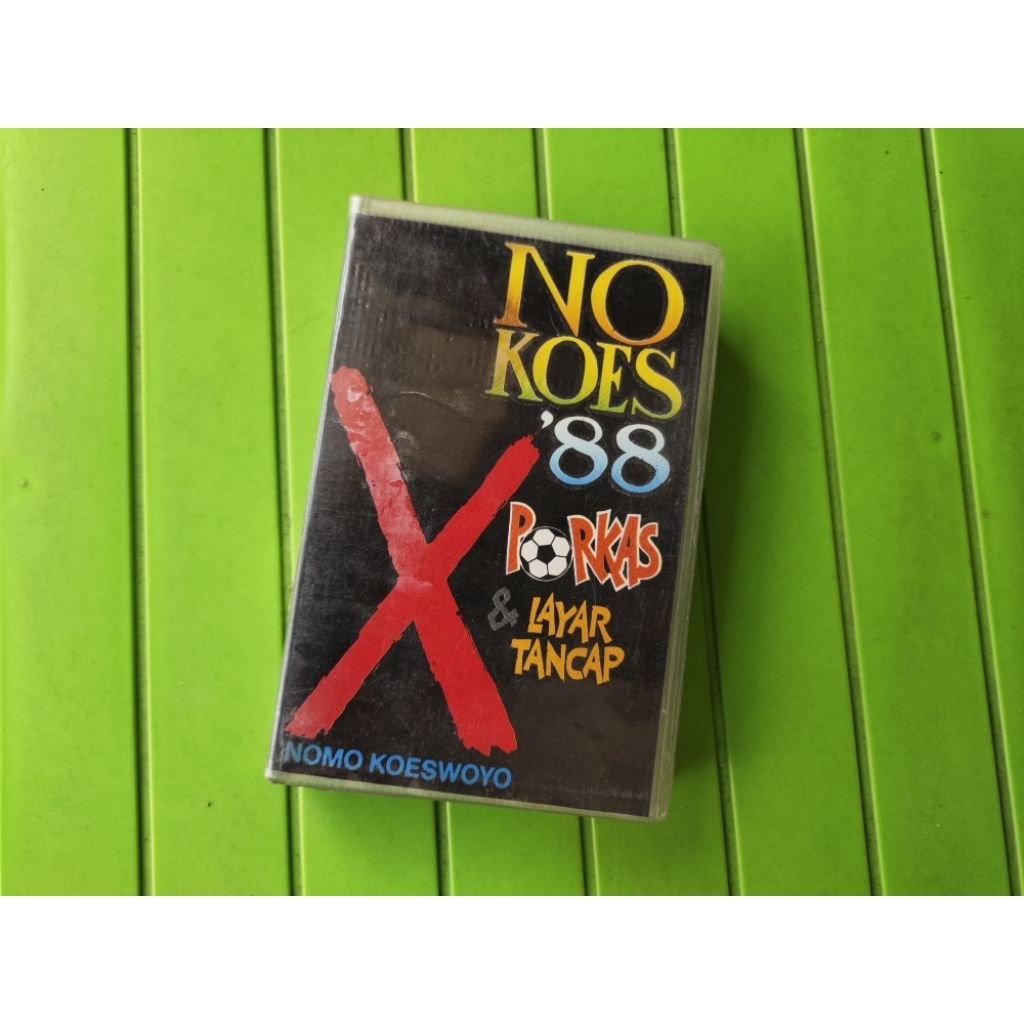 NO
KOES
'88
PORKAS
& LAYAR
TANCAP
X
NOMO KOESWOYO